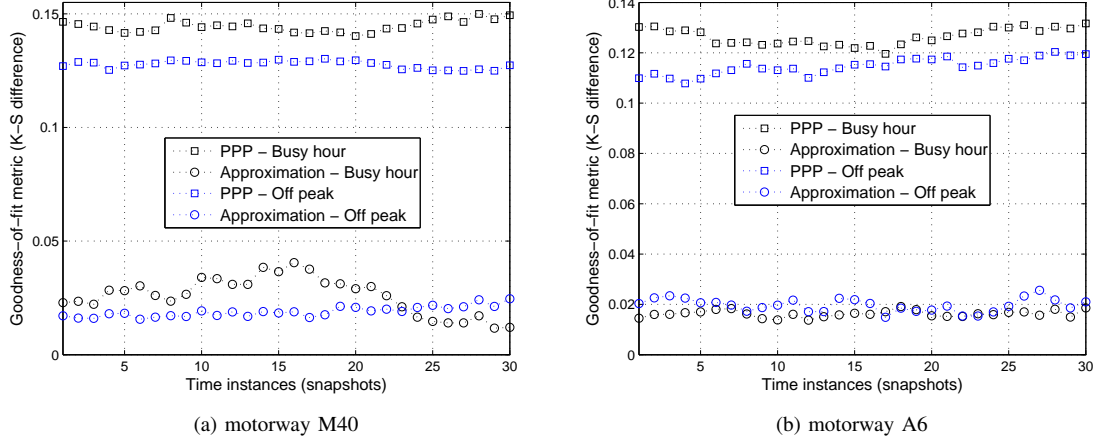 0.15
0.1
0.05
0
5
10
15
20
25
30
Goodness−of−fit metric (K−S difference)
Time instances (snapshots)
PPP − Busy hour
Approximation − Busy hour
PPP − Off peak
Approximation − Off peak
(a) motorway M40
0.14
0.12
0.1
0.08
0.06
0.04
0.02
0
5
10
15
20
25
30
Goodness−of−fit metric (K−S difference)
Time instances (snapshots)
PPP − Busy hour
Approximation − Busy hour
PPP − Off peak
Approximation − Off peak
(b) motorway A6